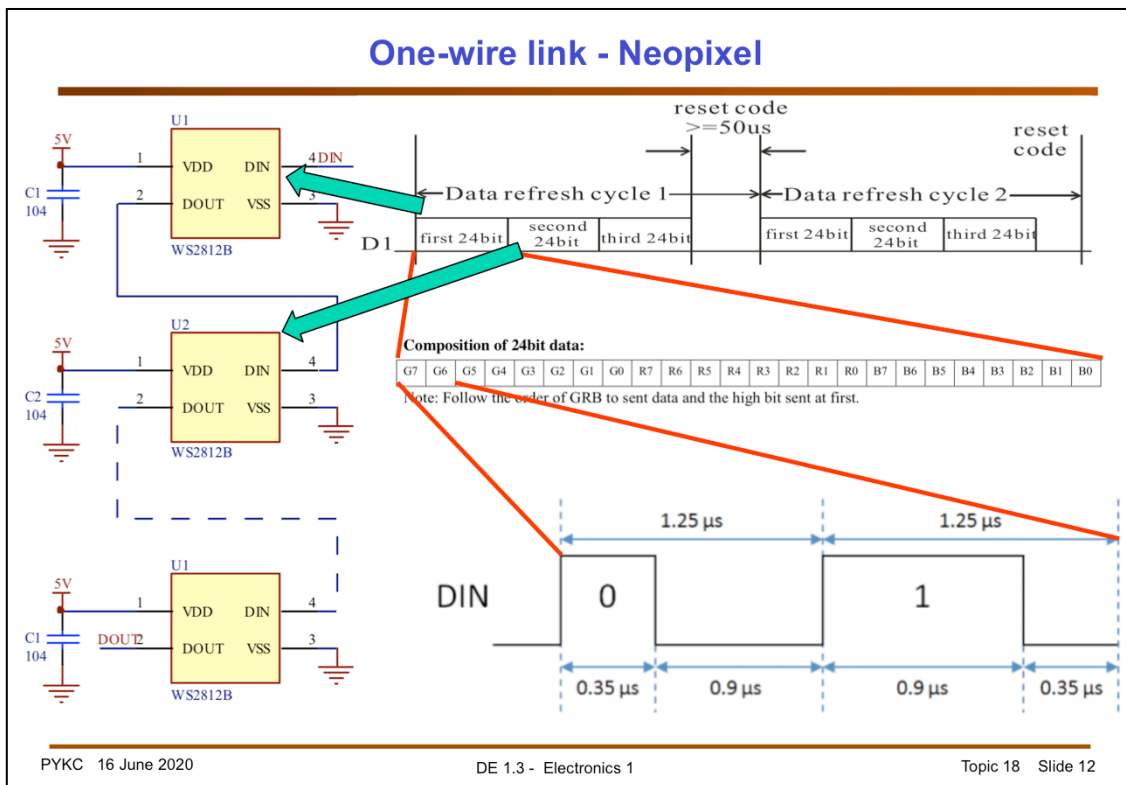 One-wire link - Neopixel
U1
5V
1
VDD
DIN
4
DIN
C1
104
2
DOUT
VSS
3
WS2812B
U2
5V
1
VDD
DIN
4
C2
104
2
DOUT
VSS
3
WS2812B
U1
5V
1
VDD
DIN
4
C1
104
DOUT
2
DOUT
VSS
3
WS2812B
reset code
>=50us
reset
code
Data refresh cycle 1
Data refresh cycle 2
D1
first 24bit
second
24bit
third 24bit
first 24bit
second
24bit
third 24bit
Composition of 24bit data:
G7 G6 G5 G4 G3 G2 G1 G0 R7 R6 R5 R4 R3 R2 R1 R0 B7 B6 B5 B4 B3 B2 B1 B0
Note: Follow the order of GRB to sent data and the high bit sent at first.
1.25 µs
1.25 µs
DIN
0
1
0.35 µs
0.9 µs
0.9 µs
0.35 µs
PYKC 16 June 2020
DE 1.3 - Electronics 1
Topic 18 Slide 12